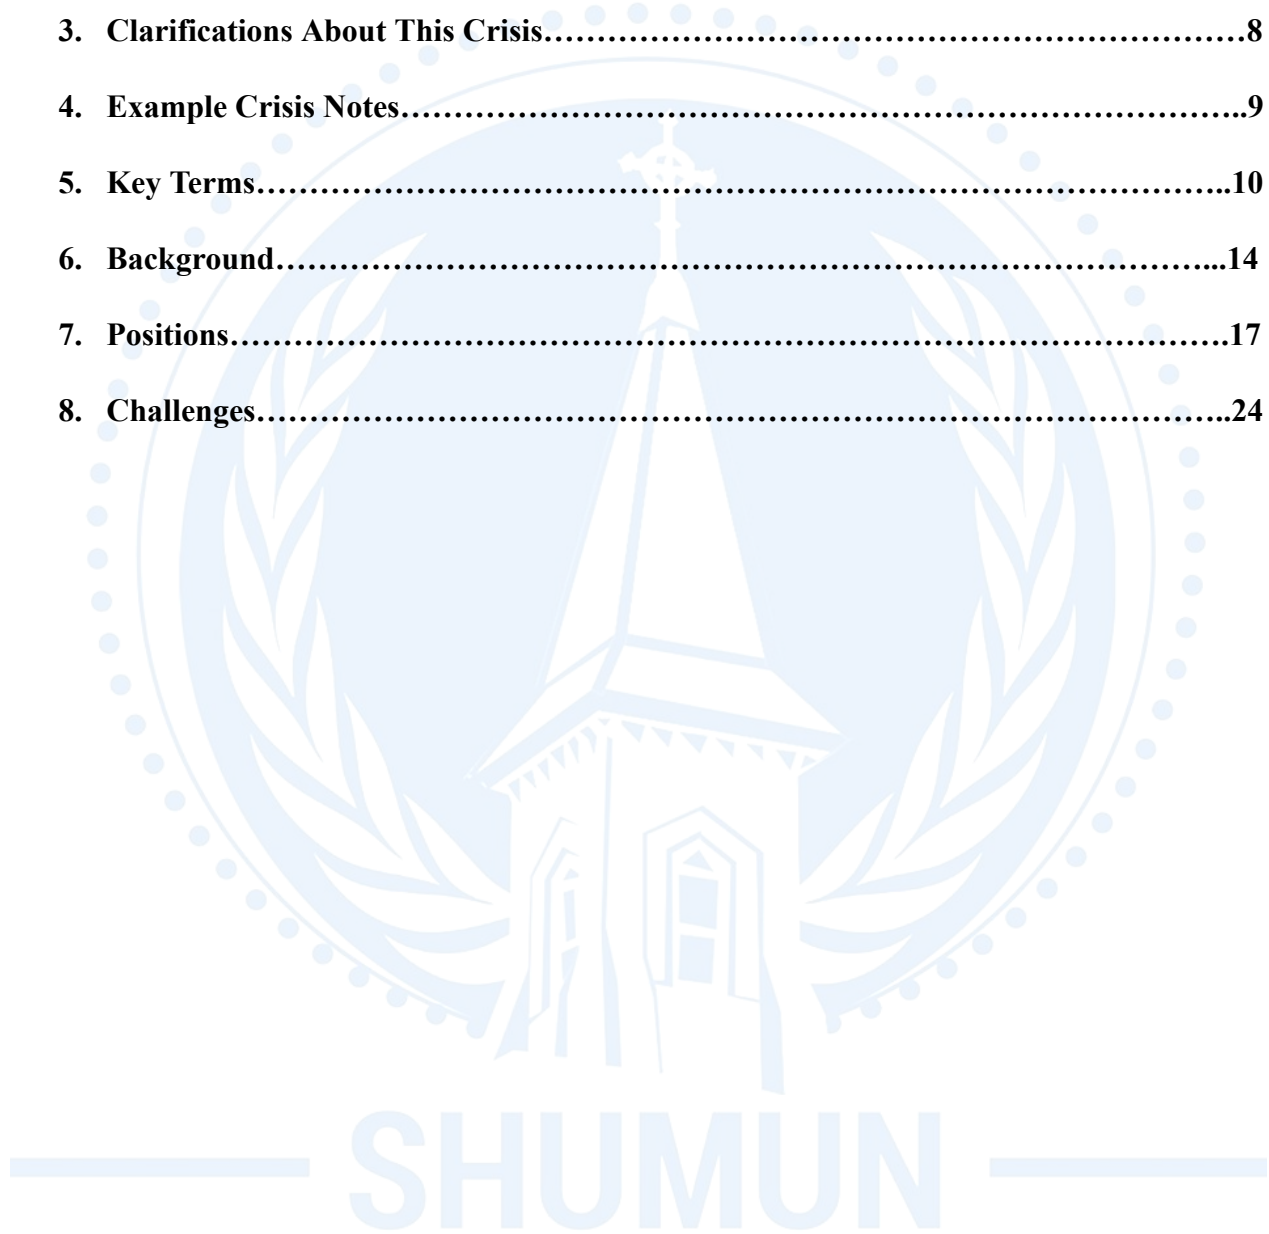 3. Clarifications About This Crisis……………………………………………………………………8
4. Example Crisis Notes…………………………………………………………………………………..9
5. Key Terms………………………………………………………………………………………………..10
6. Background……………………………………………………………………………………………...14
7. Positions………………………………………………………………………………………………….17
8. Challenges………………………………………………………………………………………………..24
SHUMUN